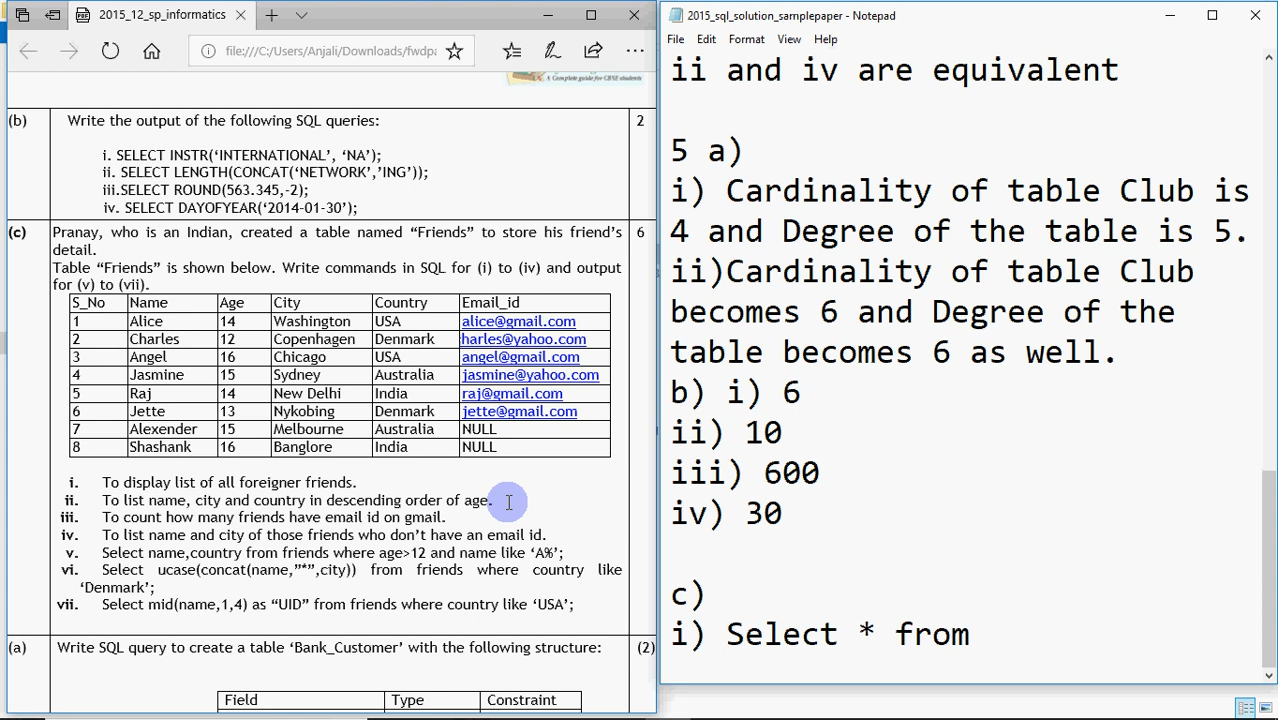 2015_12_sp_informatics
file:///C:/Users/Anjali/Downloads/fwdpa
A Complete guide for CBSE students
(b) Write the output of the following SQL queries: 2
i. SELECT INSTR(‘INTERNATIONAL’, ‘NA’);
ii. SELECT LENGTH(CONCAT(‘NETWORK’,’ING’));
iii.SELECT ROUND(563.345,-2);
iv. SELECT DAYOFYEAR(‘2014-01-30’);
(c) Pranay, who is an Indian, created a table named “Friends” to store his friend’s 6
detail.
Table “Friends” is shown below. Write commands in SQL for (i) to (iv) and output
for (v) to (vii).
S_No Name Age City Country Email_id
1 Alice 14 Washington USA alice@gmail.com
2 Charles 12 Copenhagen Denmark harles@yahoo.com
3 Angel 16 Chicago USA angel@gmail.com
4 Jasmine 15 Sydney Australia jasmine@yahoo.com
5 Raj 14 New Delhi India raj@gmail.com
6 Jette 13 Nykobing Denmark jette@gmail.com
7 Alexender 15 Melbourne Australia NULL
8 Shashank 16 Banglore India NULL
i. To display list of all foreigner friends.
ii. To list name, city and country in descending order of age.
iii. To count how many friends have email id on gmail.
iv. To list name and city of those friends who don’t have an email id.
v. Select name,country from friends where age>12 and name like ‘A%’;
vi. Select ucase(concat(name,”*”,city)) from friends where country like
‘Denmark’;
vii. Select mid(name,1,4) as “UID” from friends where country like ‘USA’;
(a) Write SQL query to create a table ‘Bank_Customer’ with the following structure: (2)
Field Type Constraint
2015_sql_solution_samplepaper - Notepad
File Edit Format View Help
ii and iv are equivalent
5 a)
i) Cardinality of table Club is
4 and Degree of the table is 5.
ii)Cardinality of table Club
becomes 6 and Degree of the
table becomes 6 as well.
b) i) 6
ii) 10
iii) 600
iv) 30
c)
i) Select * from